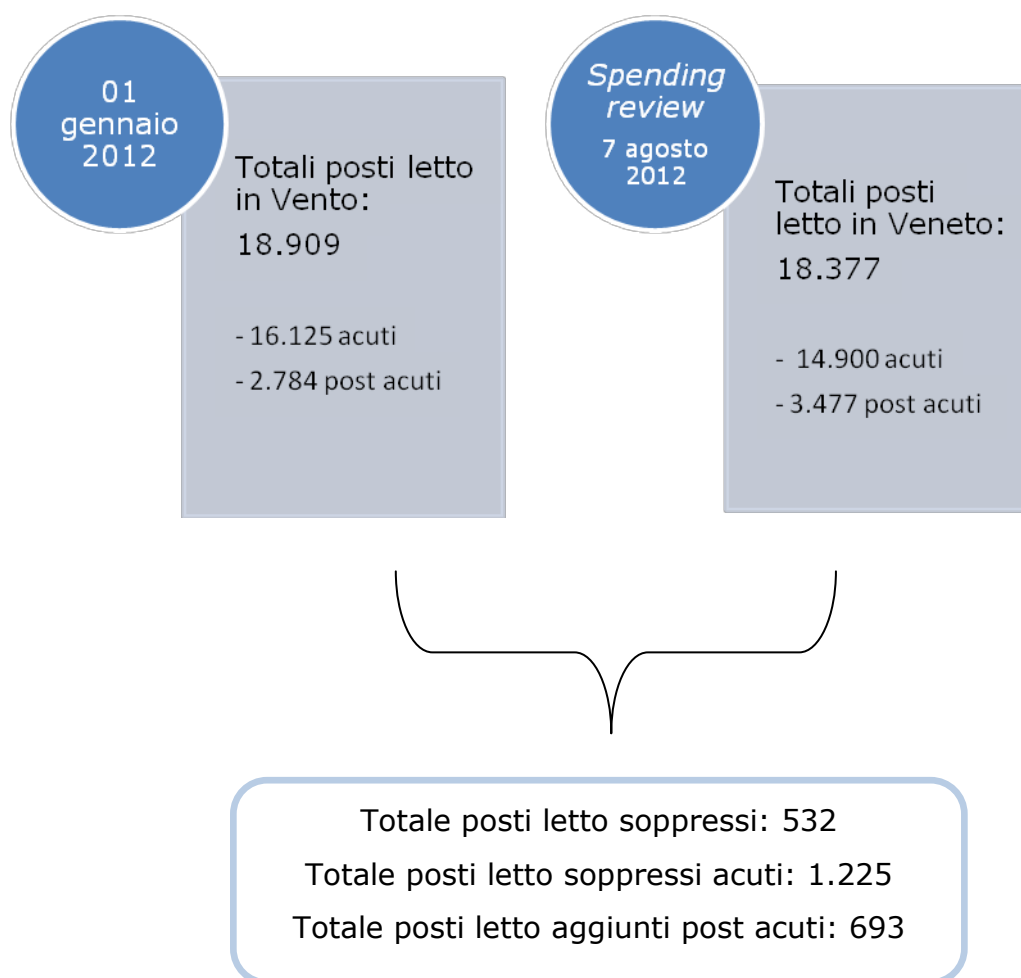 01
gennaio
2012
Totali posti letto
in Vento:
18.909
- 16.125 acuti
- 2.784 post acuti
Spending
review
7 agosto
2012
Totali posti
letto in Veneto:
18.377
- 14.900 acuti
- 3.477 post acuti
Totale posti letto soppressi: 532
Totale posti letto soppressi acuti: 1.225
Totale posti letto aggiunti post acuti: 693